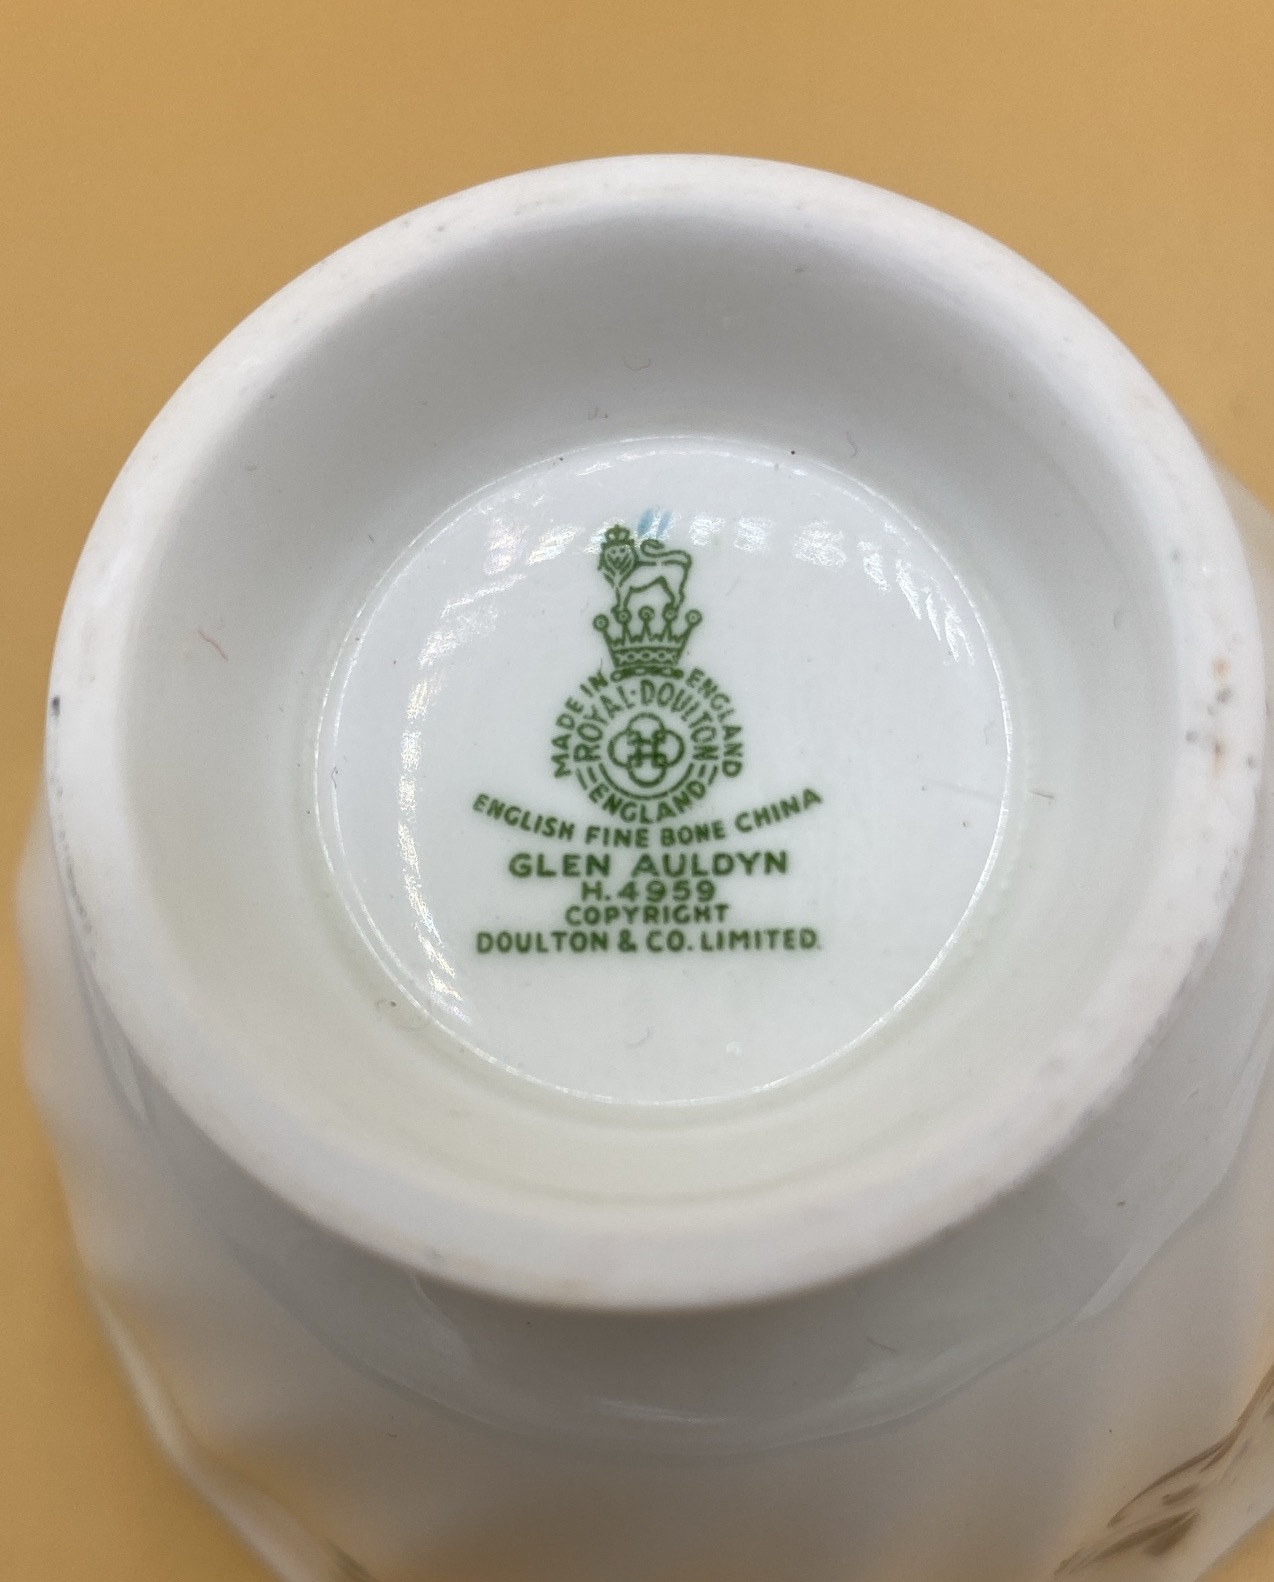 MADE IN ENGLAND
ROYAL·DOULTON
ENGLAND
ENGLISH FINE BONE CHINA
GLEN AULDYN
H.4959
COPYRIGHT
DOULTON & CO. LIMITED.